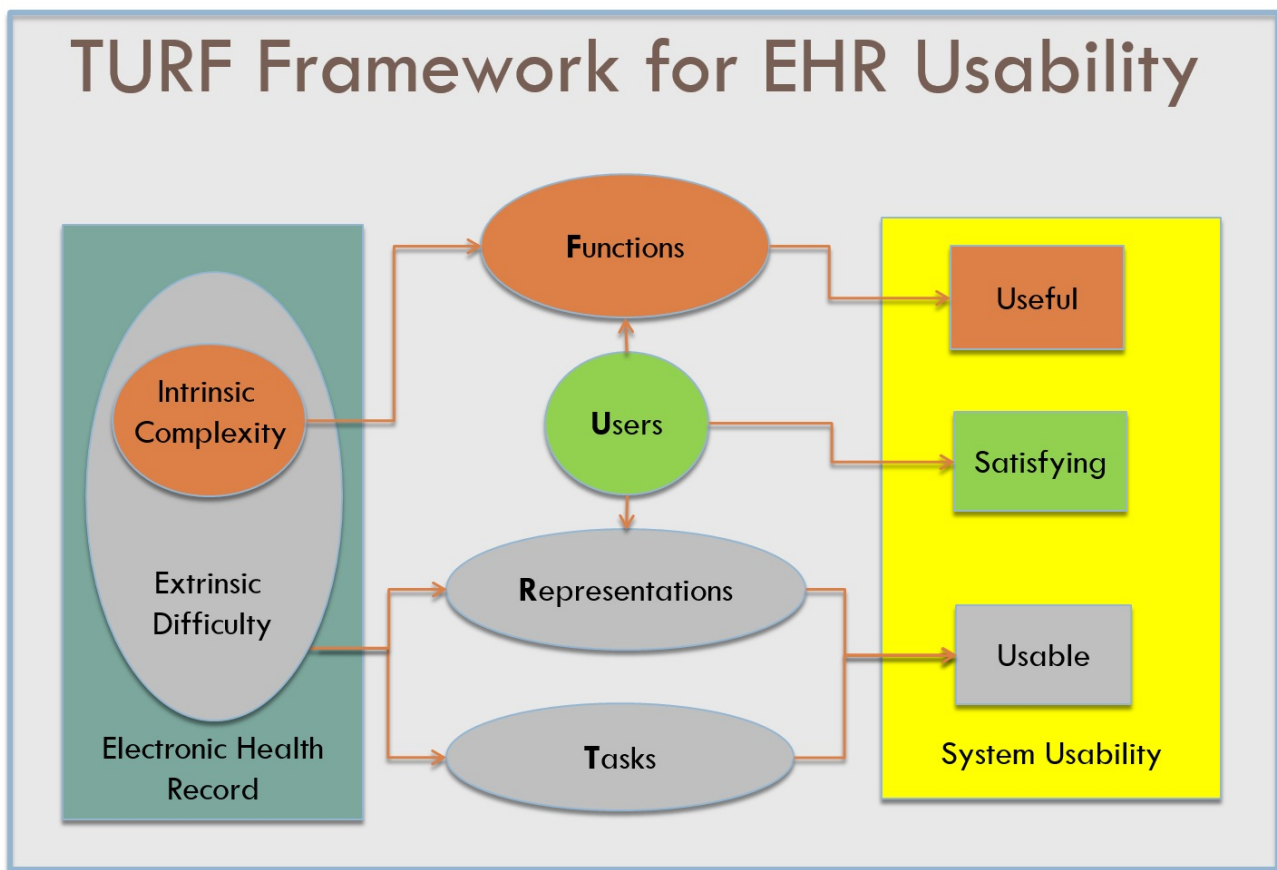 TURF Framework for EHR Usability
Functions
Useful
Intrinsic
Complexity
Users
Satisfying
Extrinsic
Difficulty
Representations
Usable
Electronic Health
Record
Tasks
System Usability